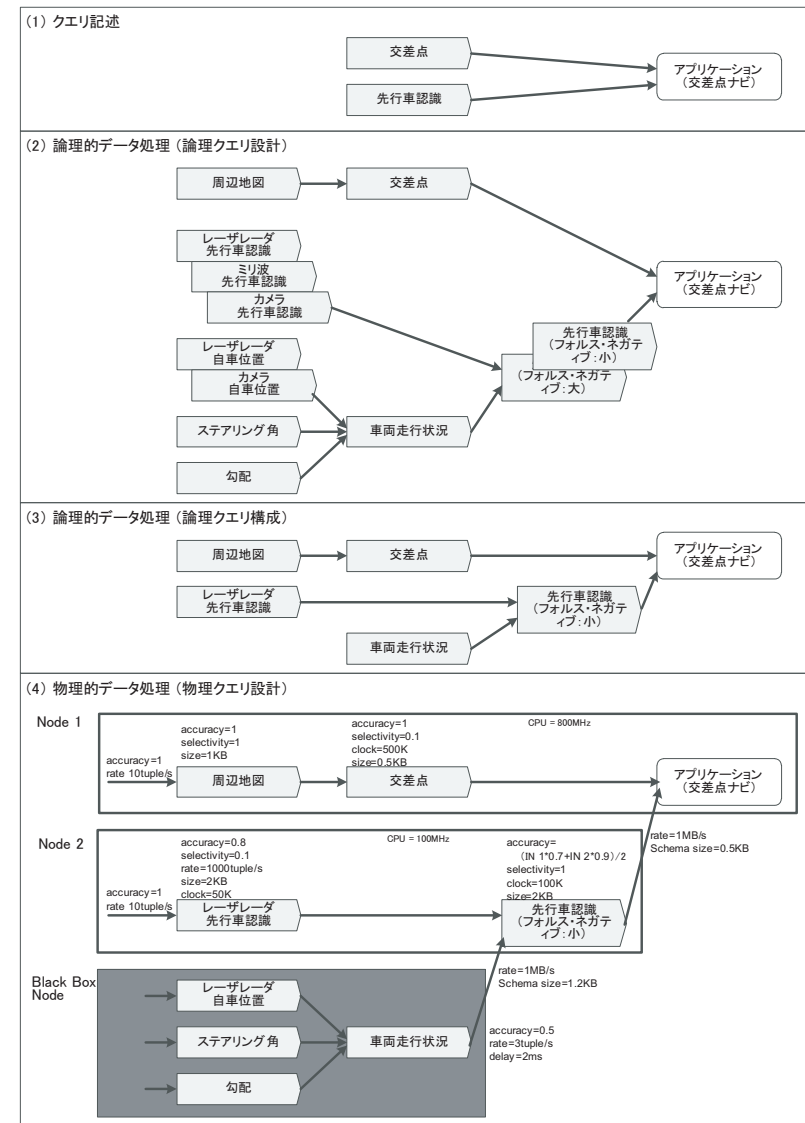 (1) クエリ記述
交差点
先行車認識
アプリケーション
(交差点ナビ)
(2) 論理的データ処理 (論理クエリ設計)
周辺地図
交差点
レーザレーダ
先行車認識
ミリ波
先行車認識
カメラ
先行車認識
アプリケーション
(交差点ナビ)
先行車認識
(フォルス・ネガテ
ィブ:小)
(フォルス・ネガテ
ィブ:大)
レーザレーダ
自車位置
カメラ
自車位置
ステアリング角
車両走行状況
勾配
(3) 論理的データ処理 (論理クエリ構成)
周辺地図
交差点
アプリケーション
(交差点ナビ)
レーザレーダ
先行車認識
先行車認識
(フォルス・ネガテ
ィブ:小)
車両走行状況
(4) 物理的データ処理 (物理クエリ設計)
Node 1
CPU = 800MHz
accuracy=1
rate 10tuple/s
accuracy=1
selectivity=1
size=1KB
周辺地図
accuracy=1
selectivity=0.1
clock=500K
size=0.5KB
交差点
アプリケーション
(交差点ナビ)
Node 2
CPU = 100MHz
accuracy=1
rate 10tuple/s
accuracy=0.8
selectivity=0.1
rate=1000tuple/s
size=2KB
clock=50K
レーザレーダ
先行車認識
accuracy=
(IN 1*0.7+IN 2*0.9)/2
selectivity=1
clock=100K
size=2KB
先行車認識
(フォルス・ネガテ
ィブ:小)
rate=1MB/s
Schema size=0.5KB
Black Box
Node
レーザレーダ
自車位置
ステアリング角
勾配
車両走行状況
rate=1MB/s
Schema size=1.2KB
accuracy=0.5
rate=3tuple/s
delay=2ms